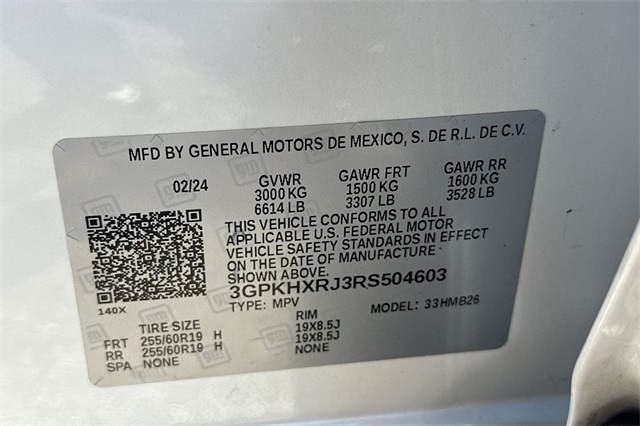 MFD BY GENERAL MOTORS DE MEXICO, S. DE R.L. DE C.V.
02/24 GVWR GAWR FRT GAWR RR
3000 KG 1500 KG 1600 KG
6614 LB 3307 LB 3528 LB
THIS VEHICLE CONFORMS TO ALL
APPLICABLE U.S. FEDERAL MOTOR
VEHICLE SAFETY STANDARDS IN EFFECT
ON THE DATE OF MANUFACTURE
SHOWN ABOVE.
3GPKHXRJ3RS504603
140X TYPE: MPV MODEL: 33HMB26
TIRE SIZE RIM
FRT 255/60R19 H 19X8.5J
RR 255/60R19 H 19X8.5J
SPA NONE NONE